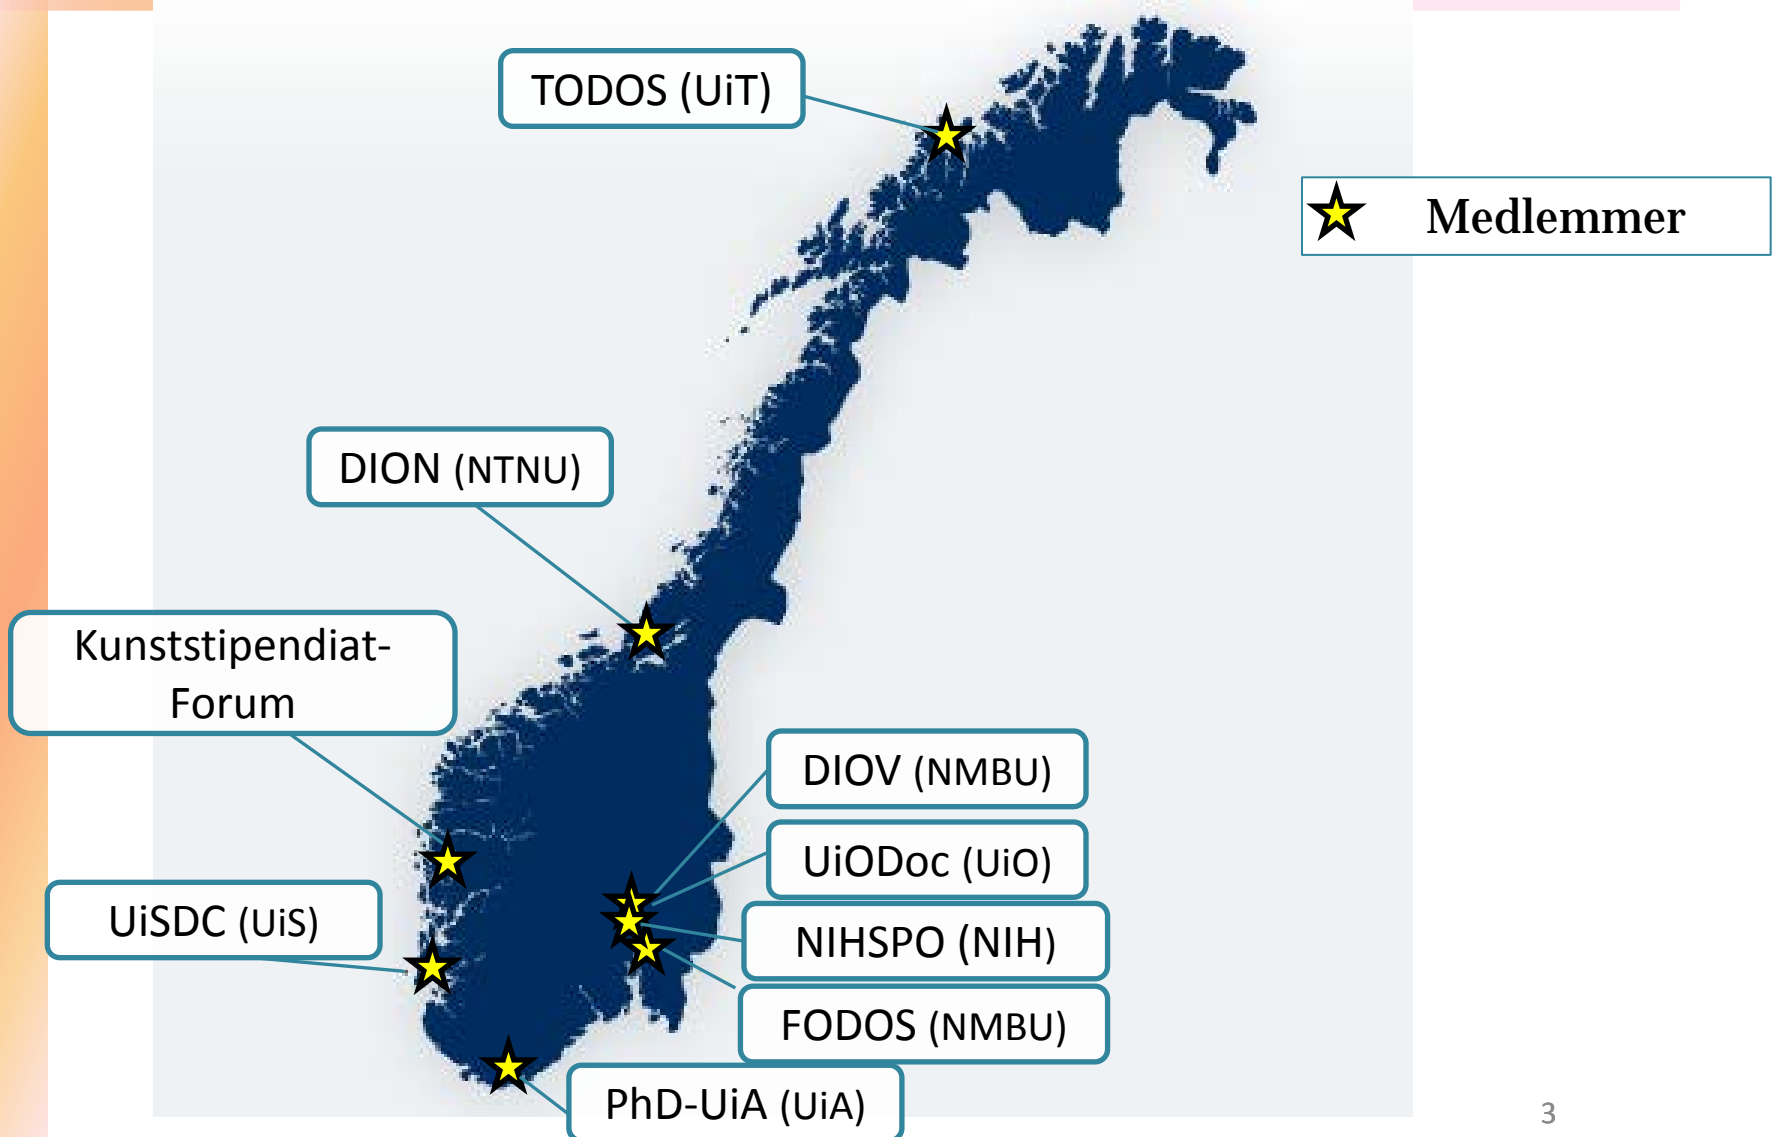 TODOS (UiT)
Medlemmer
DION (NTNU)
Kunststipendiat-
Forum
DIOV (NMBU)
UiODoc (UiO)
UiSDC (UiS)
NIHSPO (NIH)
FODOS (NMBU)
PhD-UiA (UiA)
3